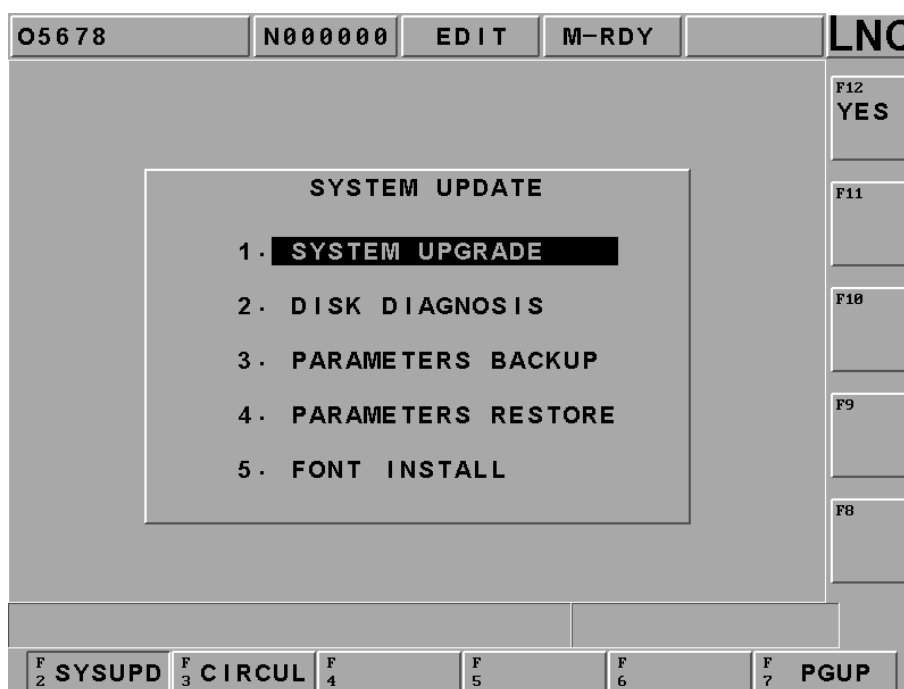 O5678 N000000 EDIT M-RDY LNC
F12
YES
SYSTEM UPDATE
F11
1. SYSTEM UPGRADE
2. DISK DIAGNOSIS
F10
3. PARAMETERS BACKUP
4. PARAMETERS RESTORE
F9
5. FONT INSTALL
F8
F2 SYSUPD F3 CIRCUL F4 F5 F6 F7 PGUP